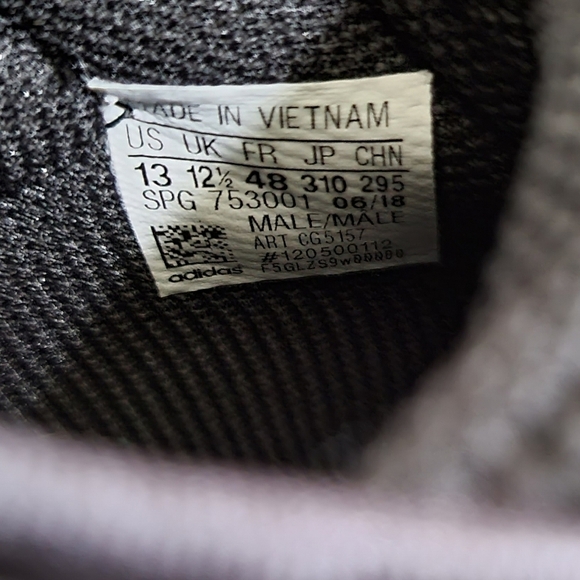 MADE IN VIETNAM
US UK FR JP CHN
13 12½ 48 310 295
SPG 753001 06/18
MALE/MALE
ART CG5157
#120500112
adidas